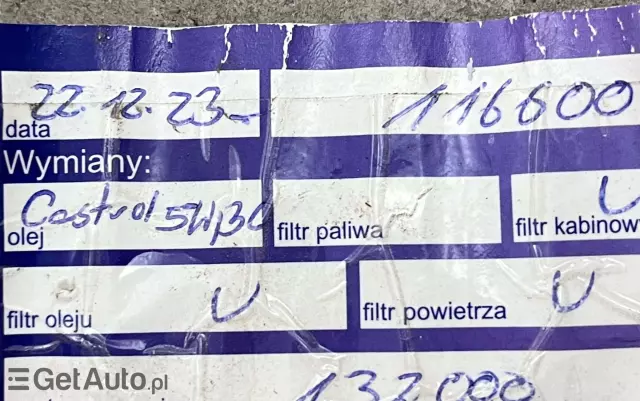 22.12.23 116600
data
Wymiany:
Castrol 5W30
olej filtr paliwa filtr kabinow
filtr oleju filtr powietrza
132000
GetAuto.pl